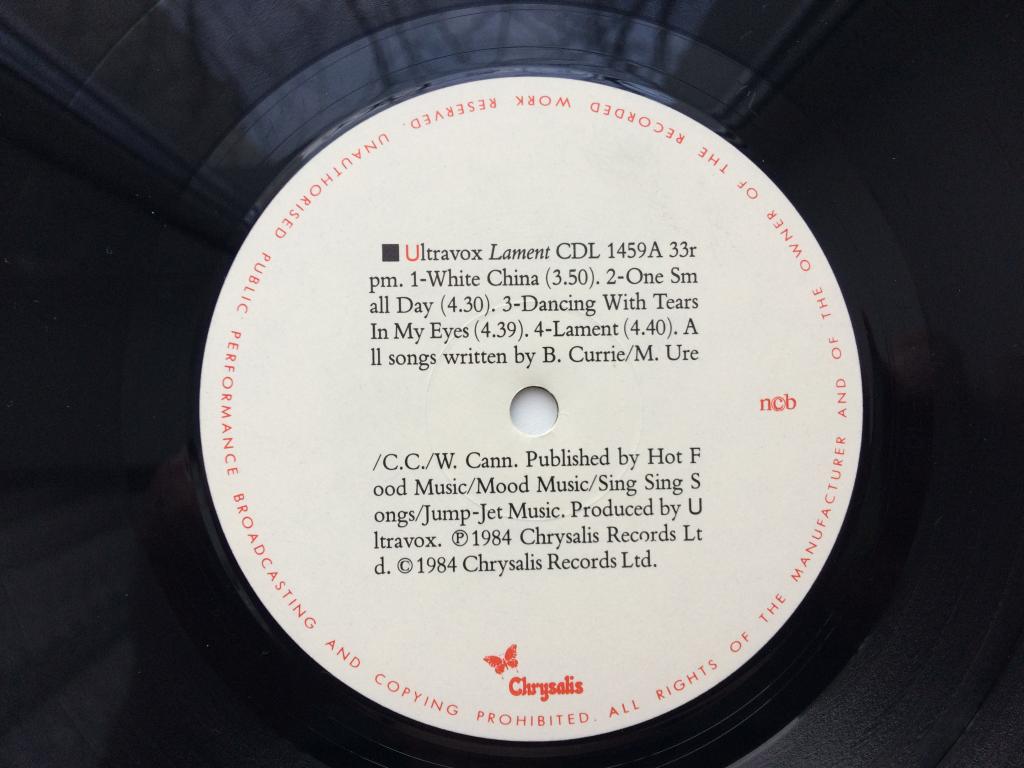 ■ Ultravox Lament CDL 1459A 33r
pm. 1-White China (3.50). 2-One Sm
all Day (4.30). 3-Dancing With Tears
In My Eyes (4.39). 4-Lament (4.40). A
ll songs written by B. Currie/M. Ure
n©b
/C.C./W. Cann. Published by Hot F
ood Music/Mood Music/Sing Sing S
ongs/Jump-Jet Music. Produced by U
ltravox. ℗1984 Chrysalis Records Lt
d. ©1984 Chrysalis Records Ltd.
Chrysalis
ALL RIGHTS OF THE MANUFACTURER AND OF THE OWNER OF THE RECORDED WORK RESERVED. UNAUTHORISED PUBLIC PERFORMANCE BROADCASTING AND COPYING PROHIBITED.